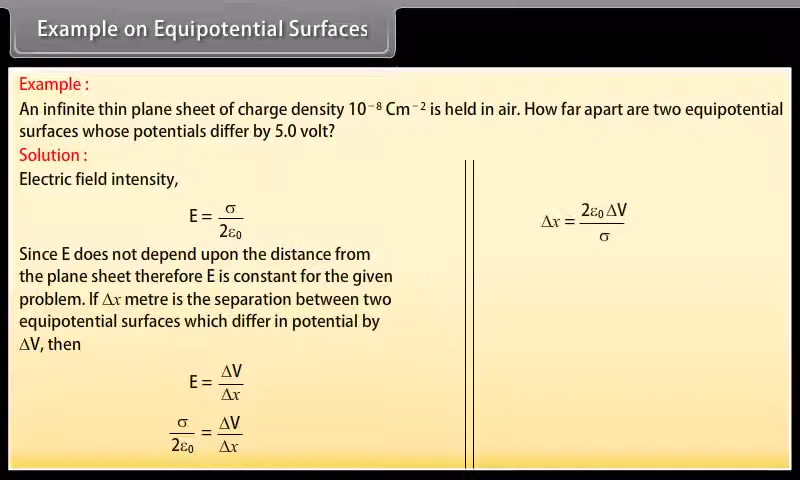 Example on Equipotential Surfaces
Example :
An infinite thin plane sheet of charge density 10⁻⁸ Cm⁻² is held in air. How far apart are two equipotential
surfaces whose potentials differ by 5.0 volt?
Solution :
Electric field intensity,
E = σ / 2ε₀
Since E does not depend upon the distance from
the plane sheet therefore E is constant for the given
problem. If Δx metre is the separation between two
equipotential surfaces which differ in potential by
ΔV, then
E = ΔV / Δx
σ / 2ε₀ = ΔV / Δx
Δx = 2ε₀ ΔV / σ